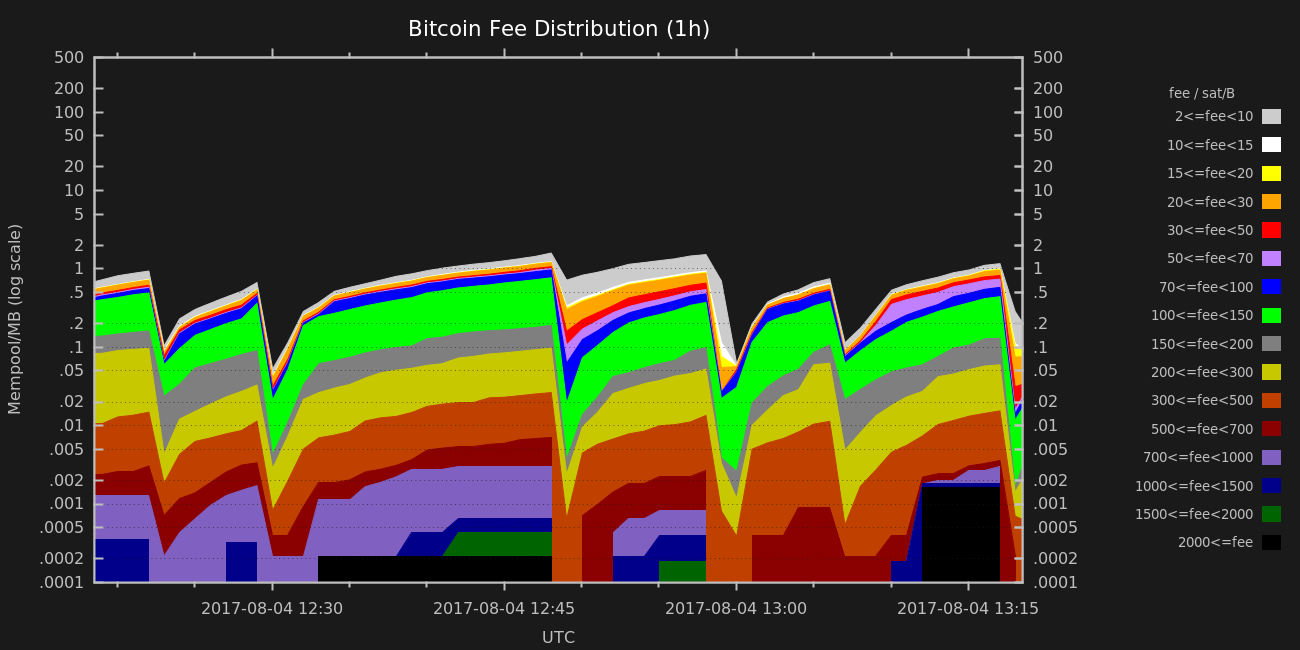 Bitcoin Fee Distribution (1h)
Mempool/MB (log scale)
500
200
100
50
20
10
5
2
1
.5
.2
.1
.05
.02
.01
.005
.002
.001
.0005
.0002
.0001
500
200
100
50
20
10
5
2
1
.5
.2
.1
.05
.02
.01
.005
.002
.001
.0005
.0002
.0001
2017-08-04 12:30
2017-08-04 12:45
2017-08-04 13:00
2017-08-04 13:15
UTC
fee / sat/B
2<=fee<10
10<=fee<15
15<=fee<20
20<=fee<30
30<=fee<50
50<=fee<70
70<=fee<100
100<=fee<150
150<=fee<200
200<=fee<300
300<=fee<500
500<=fee<700
700<=fee<1000
1000<=fee<1500
1500<=fee<2000
2000<=fee